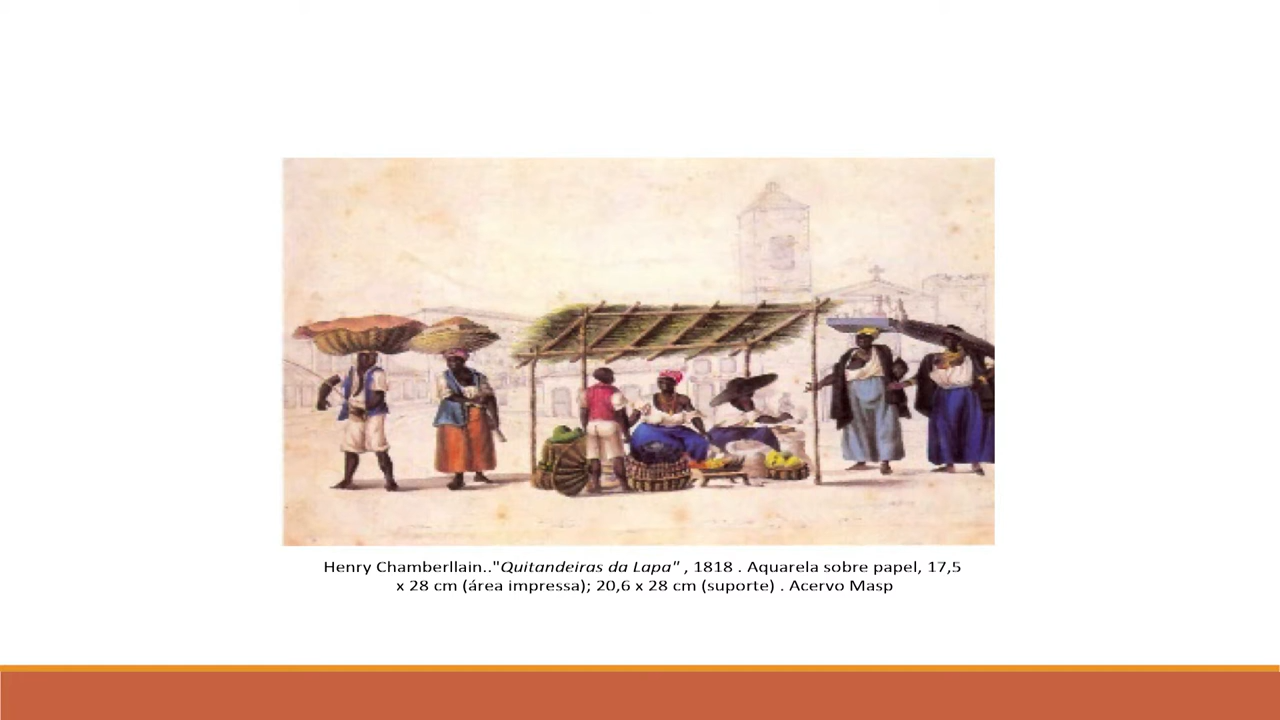 Henry Chamberllain.."Quitandeiras da Lapa" , 1818 . Aquarela sobre papel, 17,5
x 28 cm (área impressa); 20,6 x 28 cm (suporte) . Acervo Masp